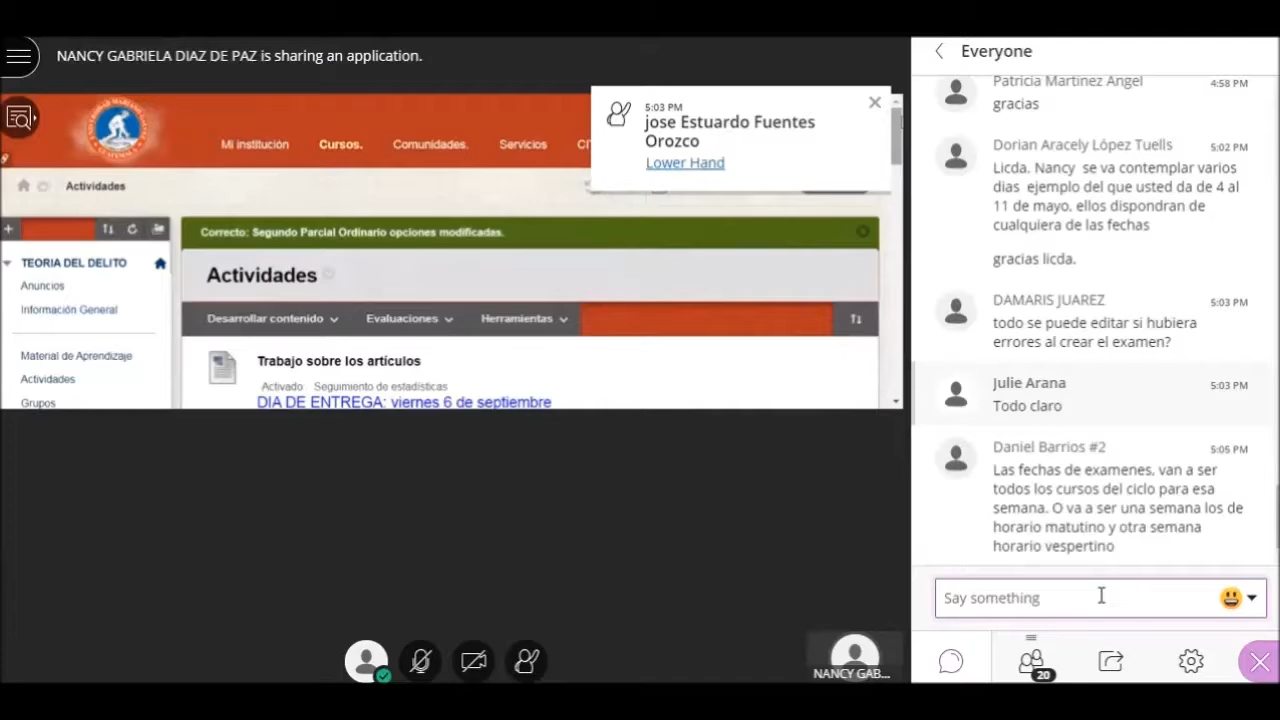 NANCY GABRIELA DIAZ DE PAZ is sharing an application.
Mi institución
Cursos.
Comunidades.
Servicios
5:03 PM
jose Estuardo Fuentes
Orozco
Lower Hand
Actividades
Correcto: Segundo Parcial Ordinario opciones modificadas.
TEORIA DEL DELITO
Anuncios
Información General
Material de Aprendizaje
Actividades
Grupos
Actividades
Desarrollar contenido
Evaluaciones
Herramientas
Trabajo sobre los artículos
Activado Seguimiento de estadísticas
DIA DE ENTREGA: viernes 6 de septiembre
NANCY GAB...
Everyone
Patricia Martinez Angel
4:58 PM
gracias
Dorian Aracely López Tuells
5:02 PM
Licda. Nancy se va contemplar varios
dias ejemplo del que usted da de 4 al
11 de mayo, ellos dispondran de
cualquiera de las fechas
gracias licda.
DAMARIS JUAREZ
5:03 PM
todo se puede editar si hubiera
errores al crear el examen?
Julie Arana
5:03 PM
Todo claro
Daniel Barrios #2
5:05 PM
Las fechas de examenes, van a ser
todos los cursos del ciclo para esa
semana. O va a ser una semana los de
horario matutino y otra semana
horario vespertino
Say something
20